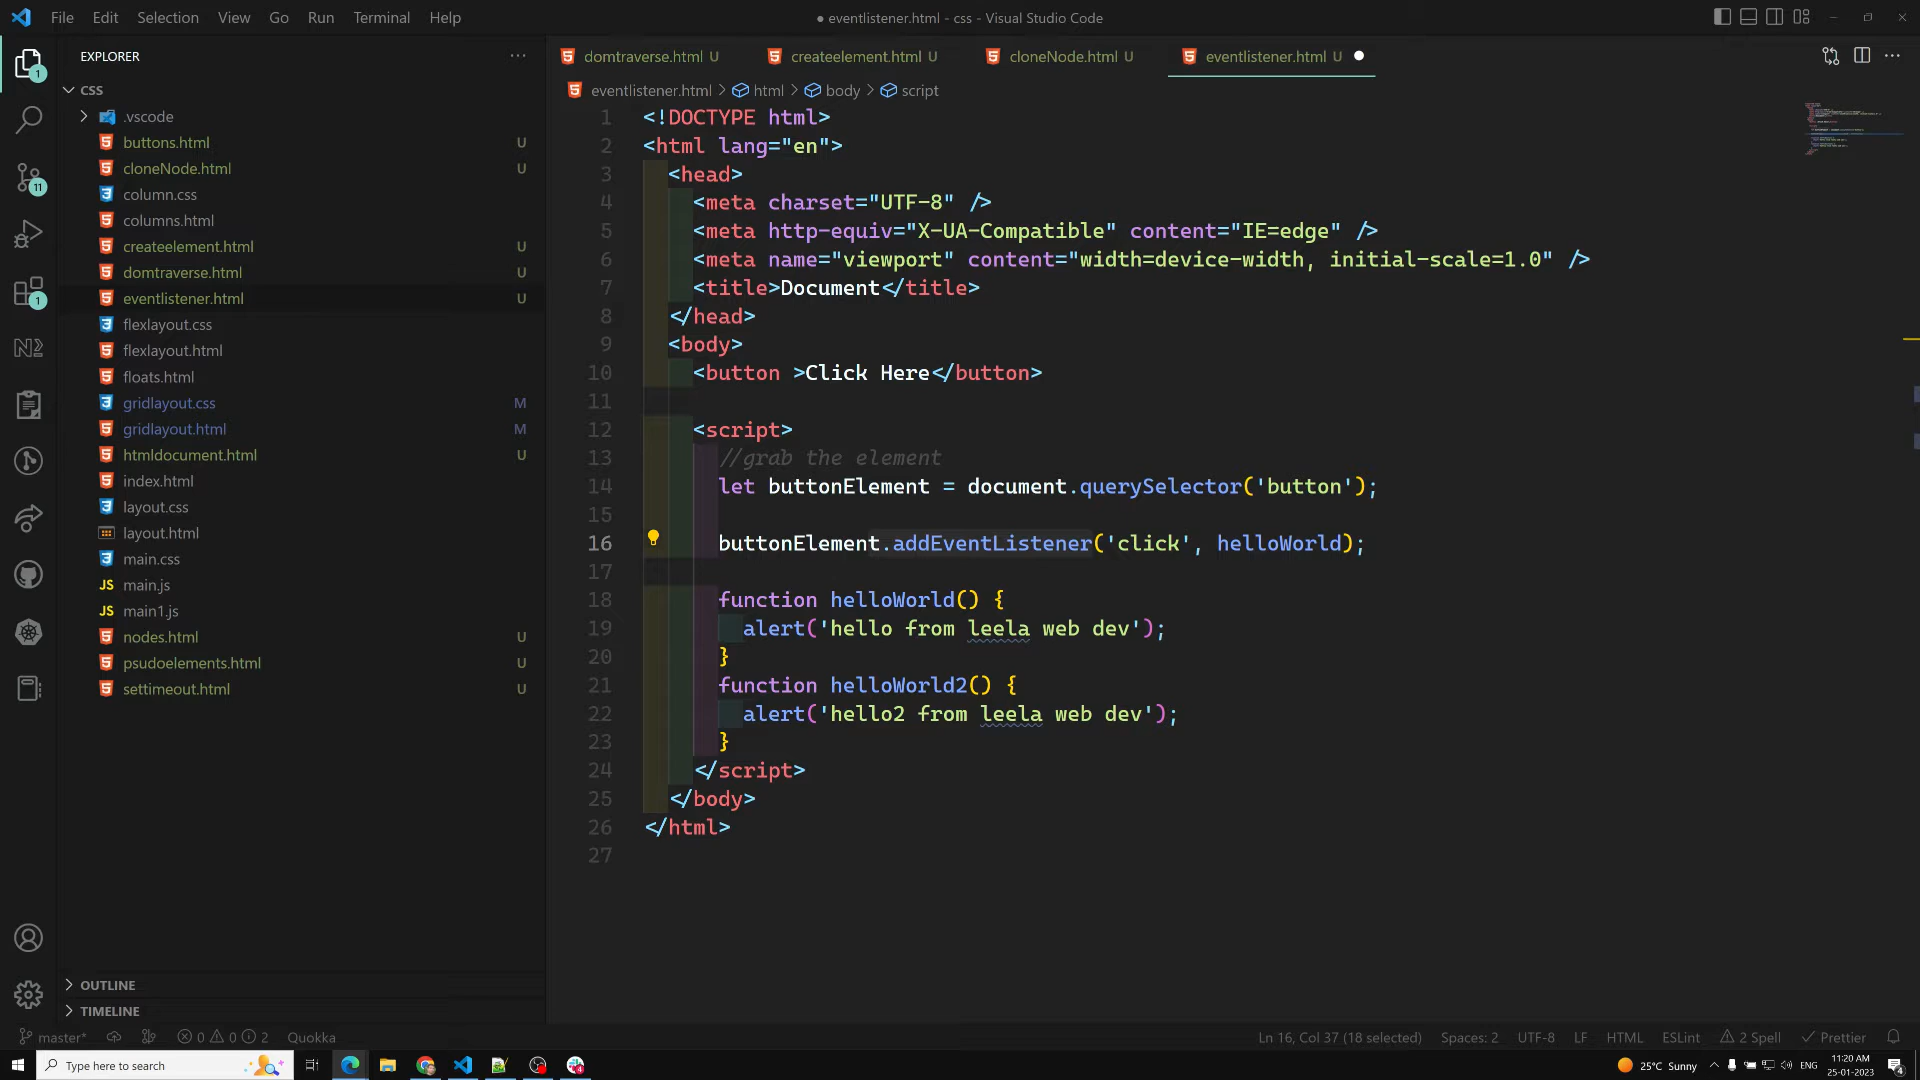 File Edit Selection View Go Run Terminal Help
● eventlistener.html - css - Visual Studio Code
EXPLORER
CSS
.vscode
buttons.html U
cloneNode.html U
column.css
columns.html
createelement.html U
domtraverse.html U
eventlistener.html U
flexlayout.css
flexlayout.html
floats.html
gridlayout.css M
gridlayout.html M
htmldocument.html U
index.html
layout.css
layout.html
main.css
JS main.js
JS main1.js
nodes.html U
psudoelements.html U
settimeout.html U
OUTLINE
TIMELINE
1
11
1
domtraverse.html U createelement.html U cloneNode.html U eventlistener.html U
eventlistener.html > html > body > script
1 <!DOCTYPE html>
2 <html lang="en">
3 <head>
4 <meta charset="UTF-8" />
5 <meta http-equiv="X-UA-Compatible" content="IE=edge" />
6 <meta name="viewport" content="width=device-width, initial-scale=1.0" />
7 <title>Document</title>
8 </head>
9 <body>
10 <button >Click Here</button>
11
12 <script>
13 //grab the element
14 let buttonElement = document.querySelector('button');
15
16 buttonElement.addEventListener('click', helloWorld);
17
18 function helloWorld() {
19 alert('hello from leela web dev');
20 }
21 function helloWorld2() {
22 alert('hello2 from leela web dev');
23 }
24 </script>
25 </body>
26 </html>
27
master* 0 0 2 Quokka
Ln 16, Col 37 (18 selected) Spaces: 2 UTF-8 LF HTML ESLint 2 Spell Prettier
Type here to search
25°C Sunny ENG 11:20 AM
25-01-2023